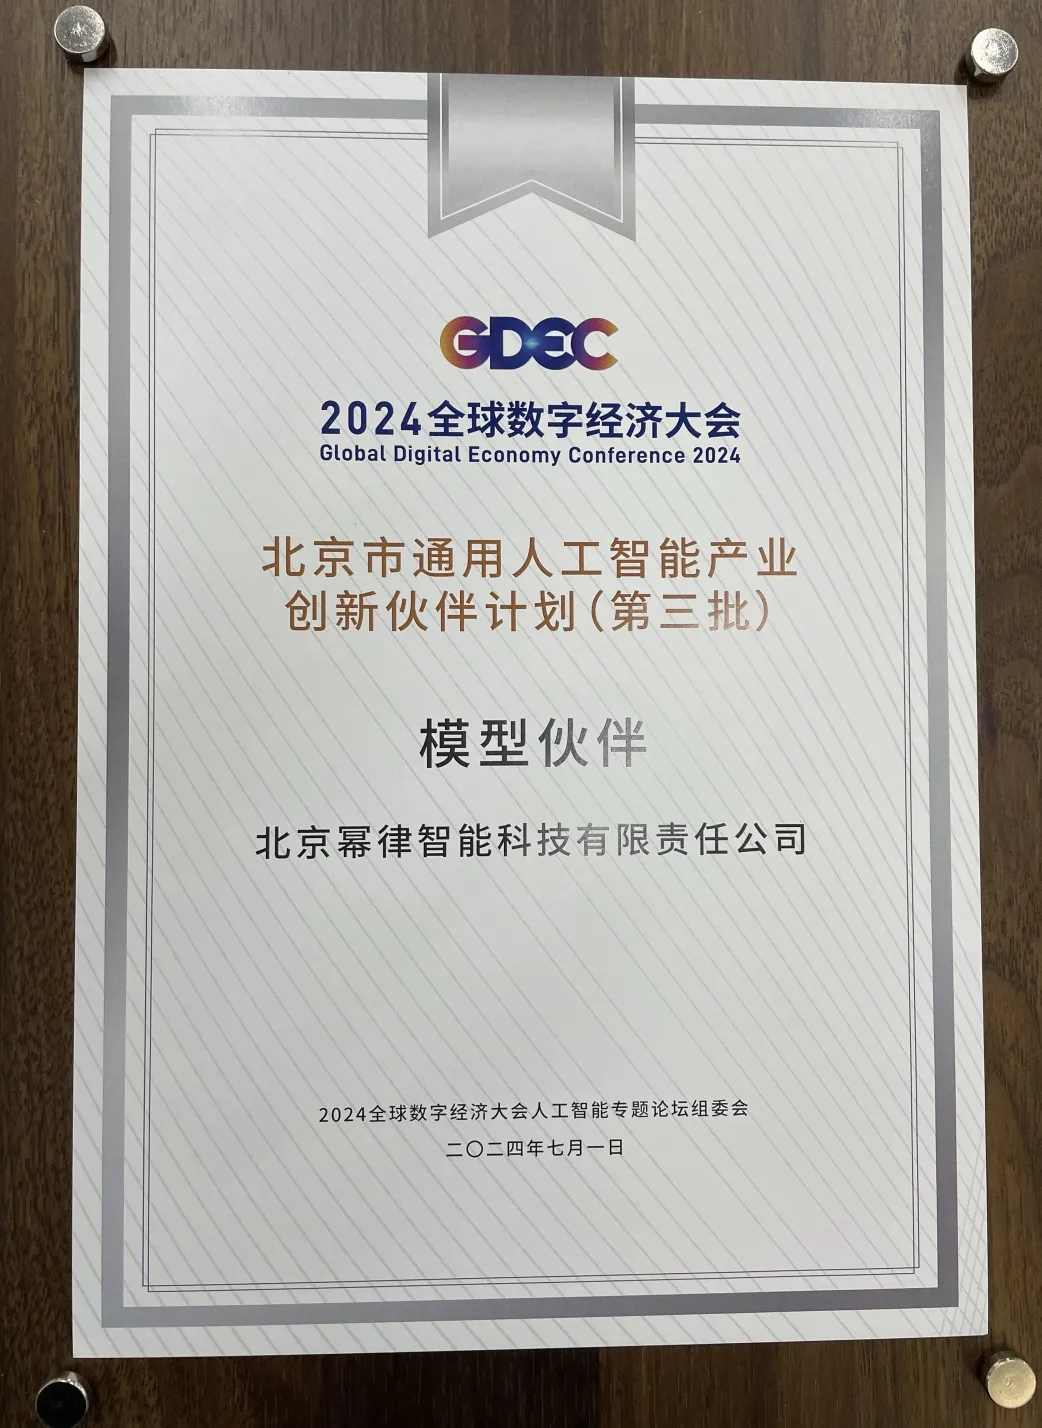 GDEC
2024全球数字经济大会
Global Digital Economy Conference 2024
北京市通用人工智能产业
创新伙伴计划（第三批）
模型伙伴
北京幂律智能科技有限责任公司
2024全球数字经济大会人工智能专题论坛组委会
二〇二四年七月一日